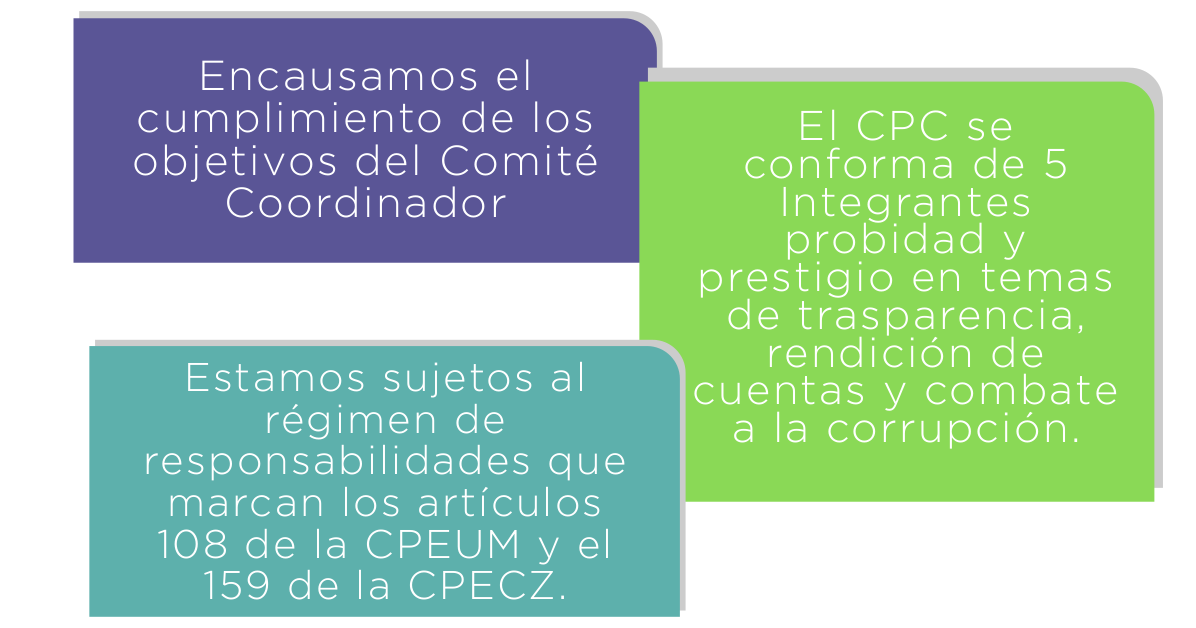 Encausamos el
cumplimiento de los
objetivos del Comité
Coordinador
El CPC se
conforma de 5
Integrantes
probidad y
prestigio en temas
de trasparencia,
rendición de
cuentas y combate
a la corrupción.
Estamos sujetos al
régimen de
responsabilidades que
marcan los artículos
108 de la CPEUM y el
159 de la CPECZ.